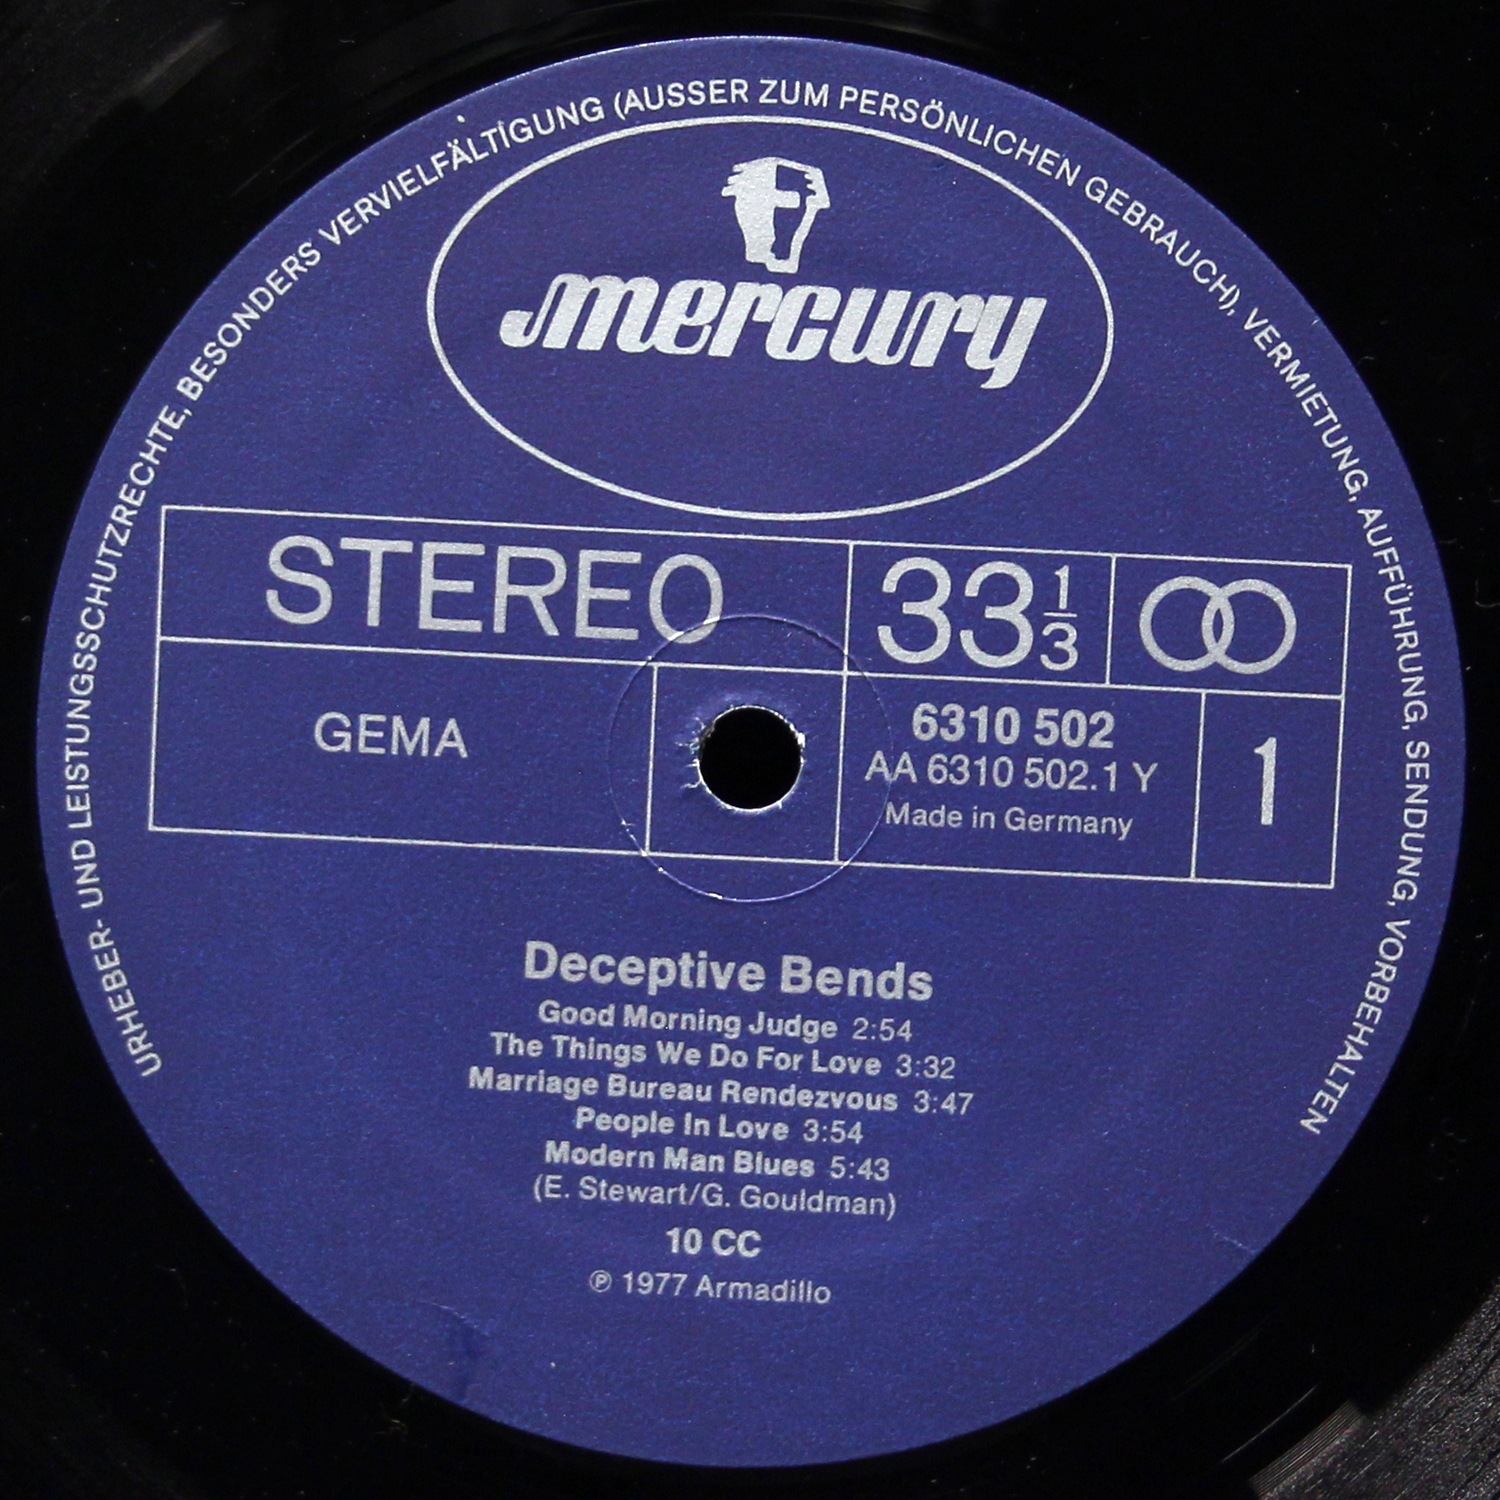 URHEBER- UND LEISTUNGSSCHUTZRECHTE, BESONDERS VERVIELFÄLTIGUNG (AUSSER ZUM PERSÖNLICHEN GEBRAUCH), VERMIETUNG, AUFFÜHRUNG, SENDUNG, VORBEHALTEN
mercury
STEREO
33 1/3
GEMA
6310 502
AA 6310 502.1 Y
Made in Germany
1
Deceptive Bends
Good Morning Judge 2:54
The Things We Do For Love 3:32
Marriage Bureau Rendezvous 3:47
People In Love 3:54
Modern Man Blues 5:43
(E. Stewart/G. Gouldman)
10 CC
℗ 1977 Armadillo